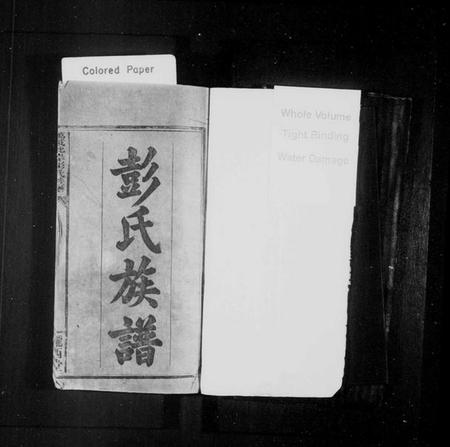 Colored Paper
Whole Volume
Tight Binding
Water Damage
彭氏族譜